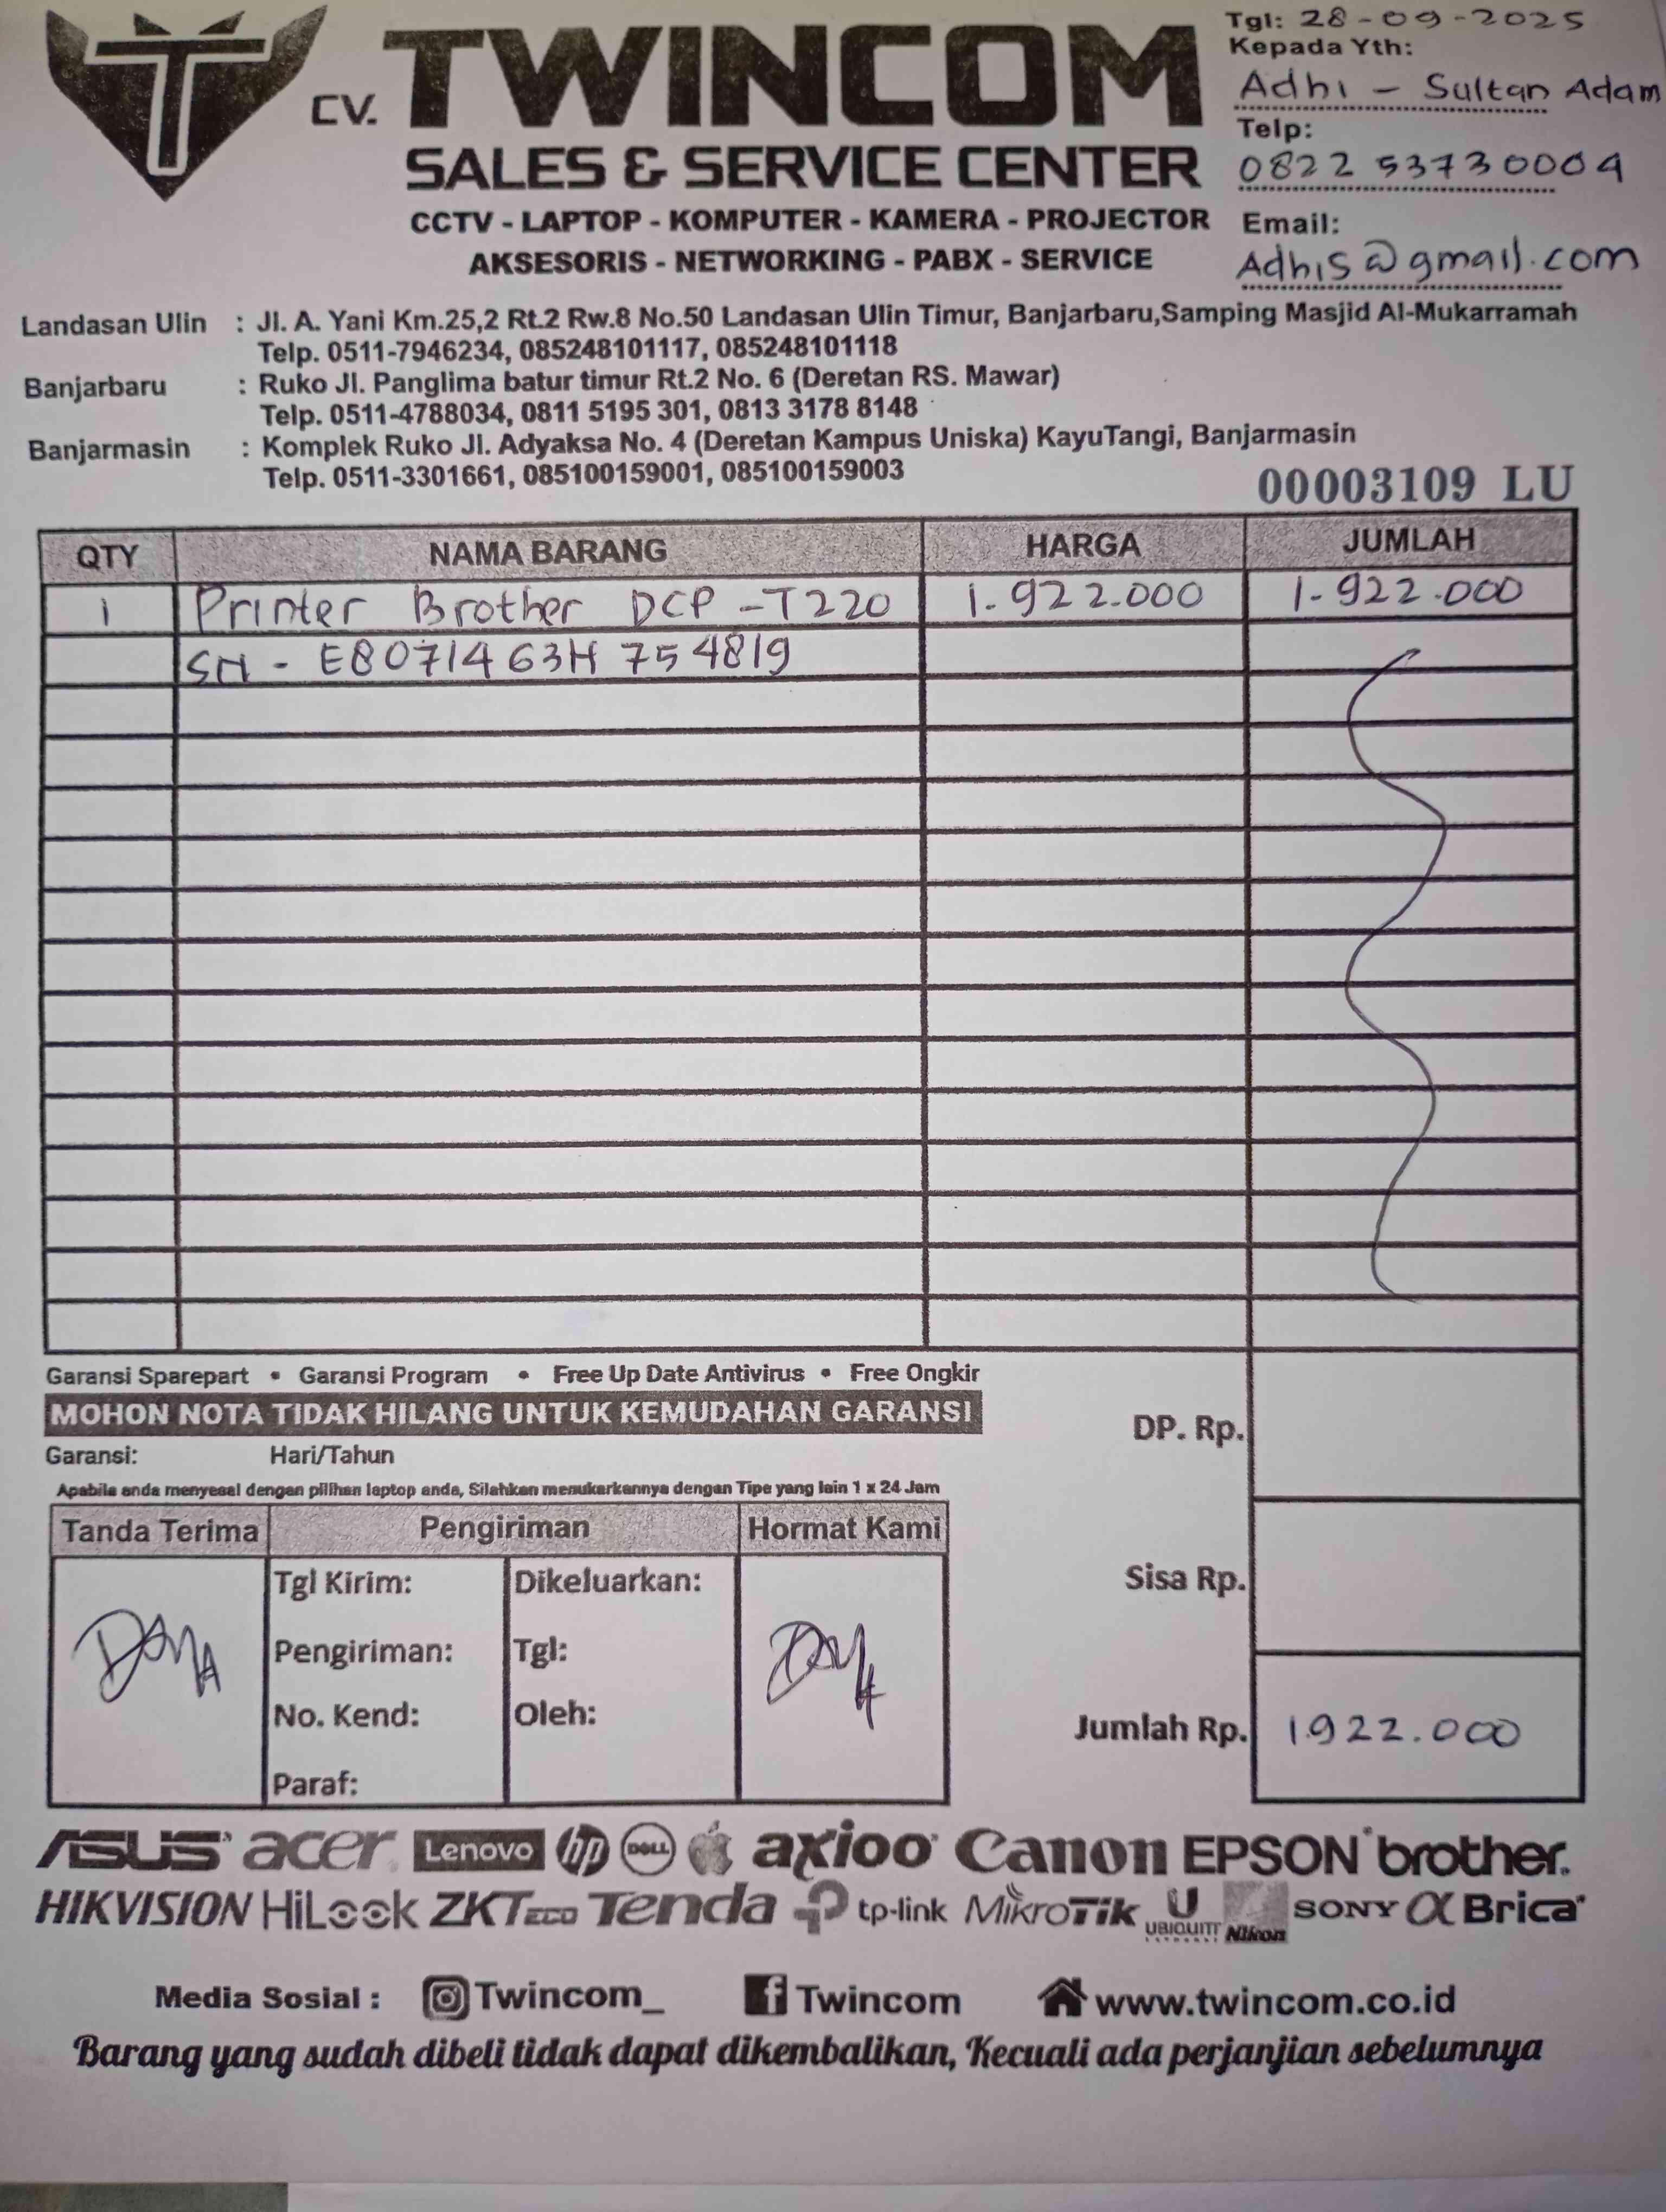 Tgl: 28-09-2025
Kepada Yth:
Adhi - Sultan Adam
Telp:
0822 53730004
Email:
Adhis@gmail.com
CV. TWINCOM
SALES & SERVICE CENTER
CCTV - LAPTOP - KOMPUTER - KAMERA - PROJECTOR
AKSESORIS - NETWORKING - PABX - SERVICE
Landasan Ulin : Jl. A. Yani Km.25,2 Rt.2 Rw.8 No.50 Landasan Ulin Timur, Banjarbaru,Samping Masjid Al-Mukarramah
Telp. 0511-7946234, 085248101117, 085248101118
Banjarbaru : Ruko Jl. Panglima batur timur Rt.2 No. 6 (Deretan RS. Mawar)
Telp. 0511-4788034, 0811 5195 301, 0813 3178 8148
Banjarmasin : Komplek Ruko Jl. Adyaksa No. 4 (Deretan Kampus Uniska) KayuTangi, Banjarmasin
Telp. 0511-3301661, 085100159001, 085100159003
00003109 LU
QTY NAMA BARANG HARGA JUMLAH
1 Printer Brother DCP-T220 1.922.000 1.922.000
SN - E8071463H754819
Garansi Sparepart • Garansi Program • Free Up Date Antivirus • Free Ongkir
MOHON NOTA TIDAK HILANG UNTUK KEMUDAHAN GARANSI
Garansi: Hari/Tahun
Apabila anda menyesal dengan pilihan laptop anda, Silahkan menukarkannya dengan Tipe yang lain 1 x 24 Jam
DP. Rp.
Sisa Rp.
Jumlah Rp. 1922.000
Tanda Terima Pengiriman Hormat Kami
Tgl Kirim: Dikeluarkan:
Pengiriman: Tgl:
No. Kend: Oleh:
Paraf:
ASUS acer Lenovo hp DELL axioo Canon EPSON brother
HIKVISION HiLook ZKTECO Tenda tp-link MikroTik U UBIQUITI Nikon SONY α Brica
Media Sosial : Twincom_ Twincom www.twincom.co.id
Barang yang sudah dibeli tidak dapat dikembalikan, Kecuali ada perjanjian sebelumnya